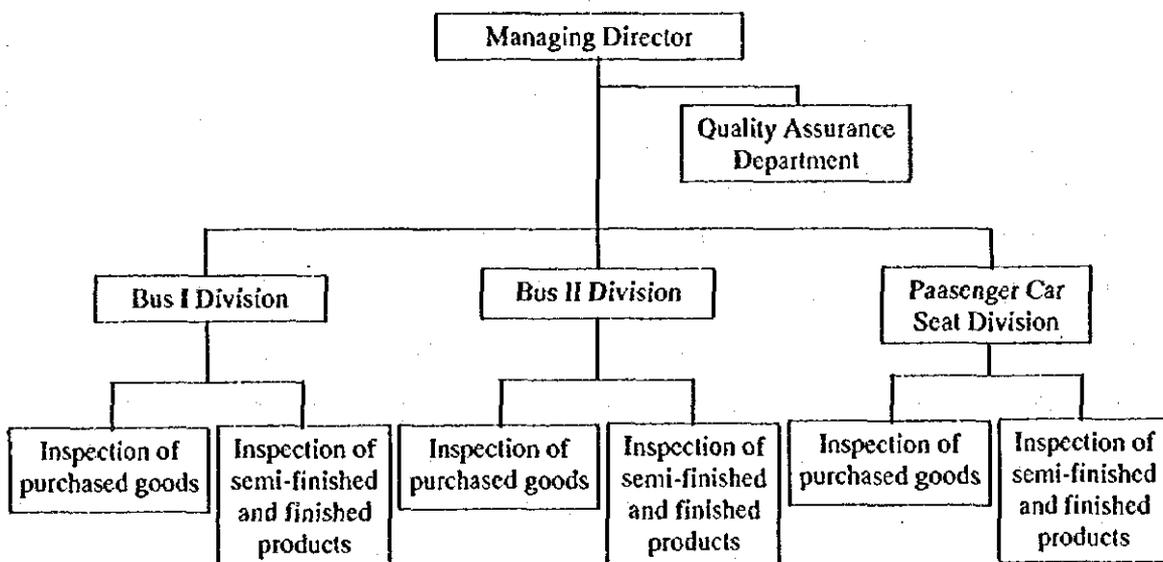 Managing Director
Quality Assurance
Department
Bus I Division
Bus II Division
Paasenger Car
Seat Division
Inspection of
purchased goods
Inspection of
semi-finished
and finished
products
Inspection of
purchased goods
Inspection of
semi-finished
and finished
products
Inspection of
purchased goods
Inspection of
semi-finished
and finished
products